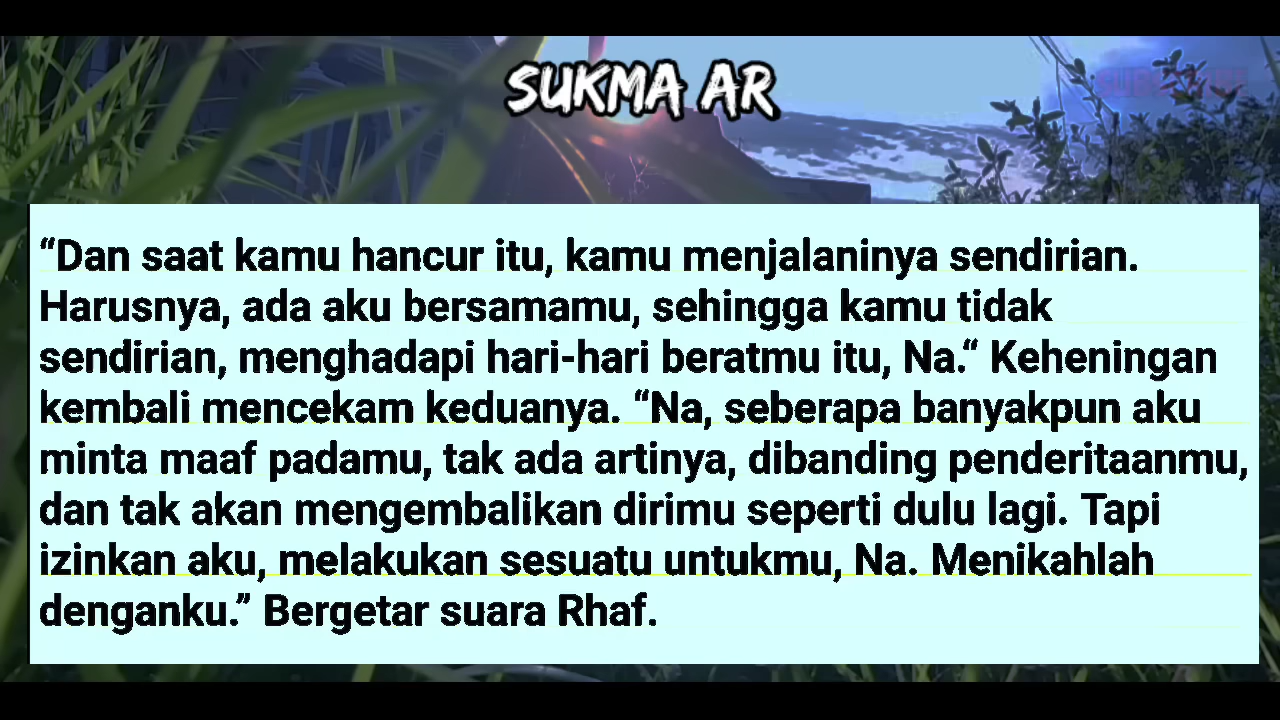 SUKMA AR
SUBSCRIBE
“Dan saat kamu hancur itu, kamu menjalaninya sendirian.
Harusnya, ada aku bersamamu, sehingga kamu tidak
sendirian, menghadapi hari-hari beratmu itu, Na.“ Keheningan
kembali mencekam keduanya. “Na, seberapa banyakpun aku
minta maaf padamu, tak ada artinya, dibanding penderitaanmu,
dan tak akan mengembalikan dirimu seperti dulu lagi. Tapi
izinkan aku, melakukan sesuatu untukmu, Na. Menikahlah
denganku.” Bergetar suara Rhaf.